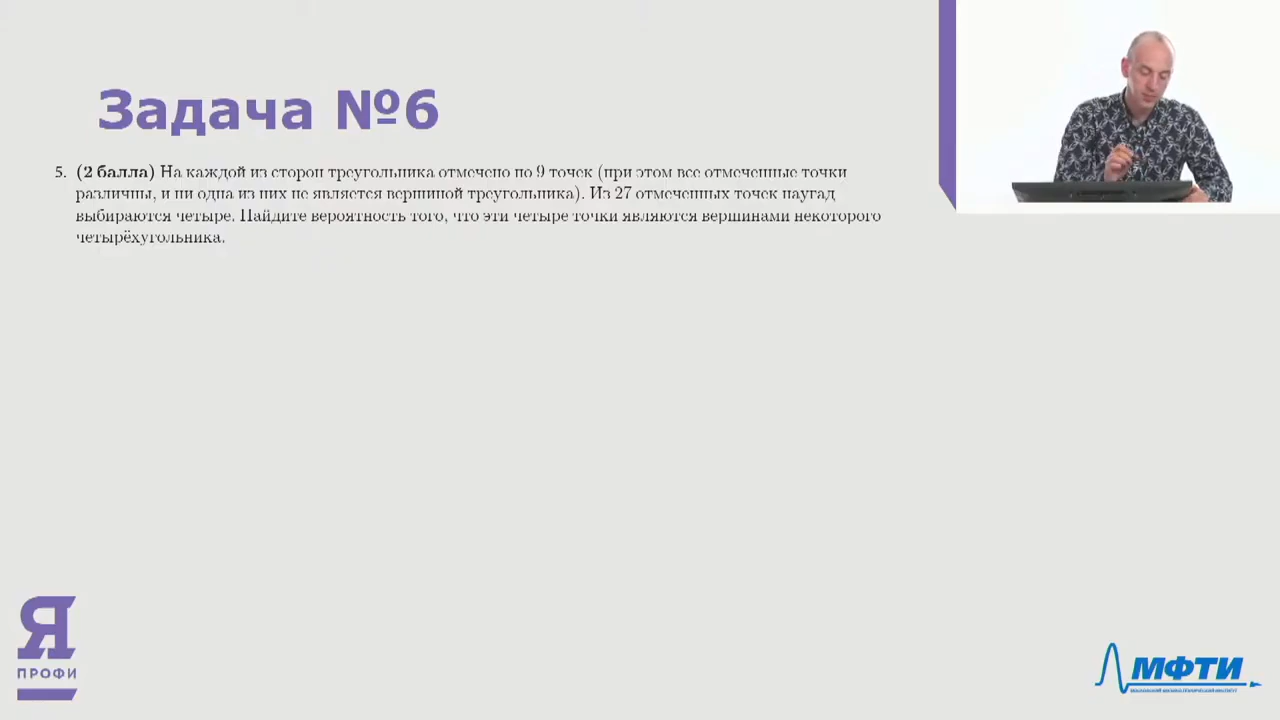 Задача №6
5. (2 балла) На каждой из сторон треугольника отмечено по 9 точек (при этом все отмеченные точки
различны, и ни одна из них не является вершиной треугольника). Из 27 отмеченных точек наугад
выбираются четыре. Найдите вероятность того, что эти четыре точки являются вершинами некоторого
четырёхугольника.
Я
ПРОФИ
МФТИ